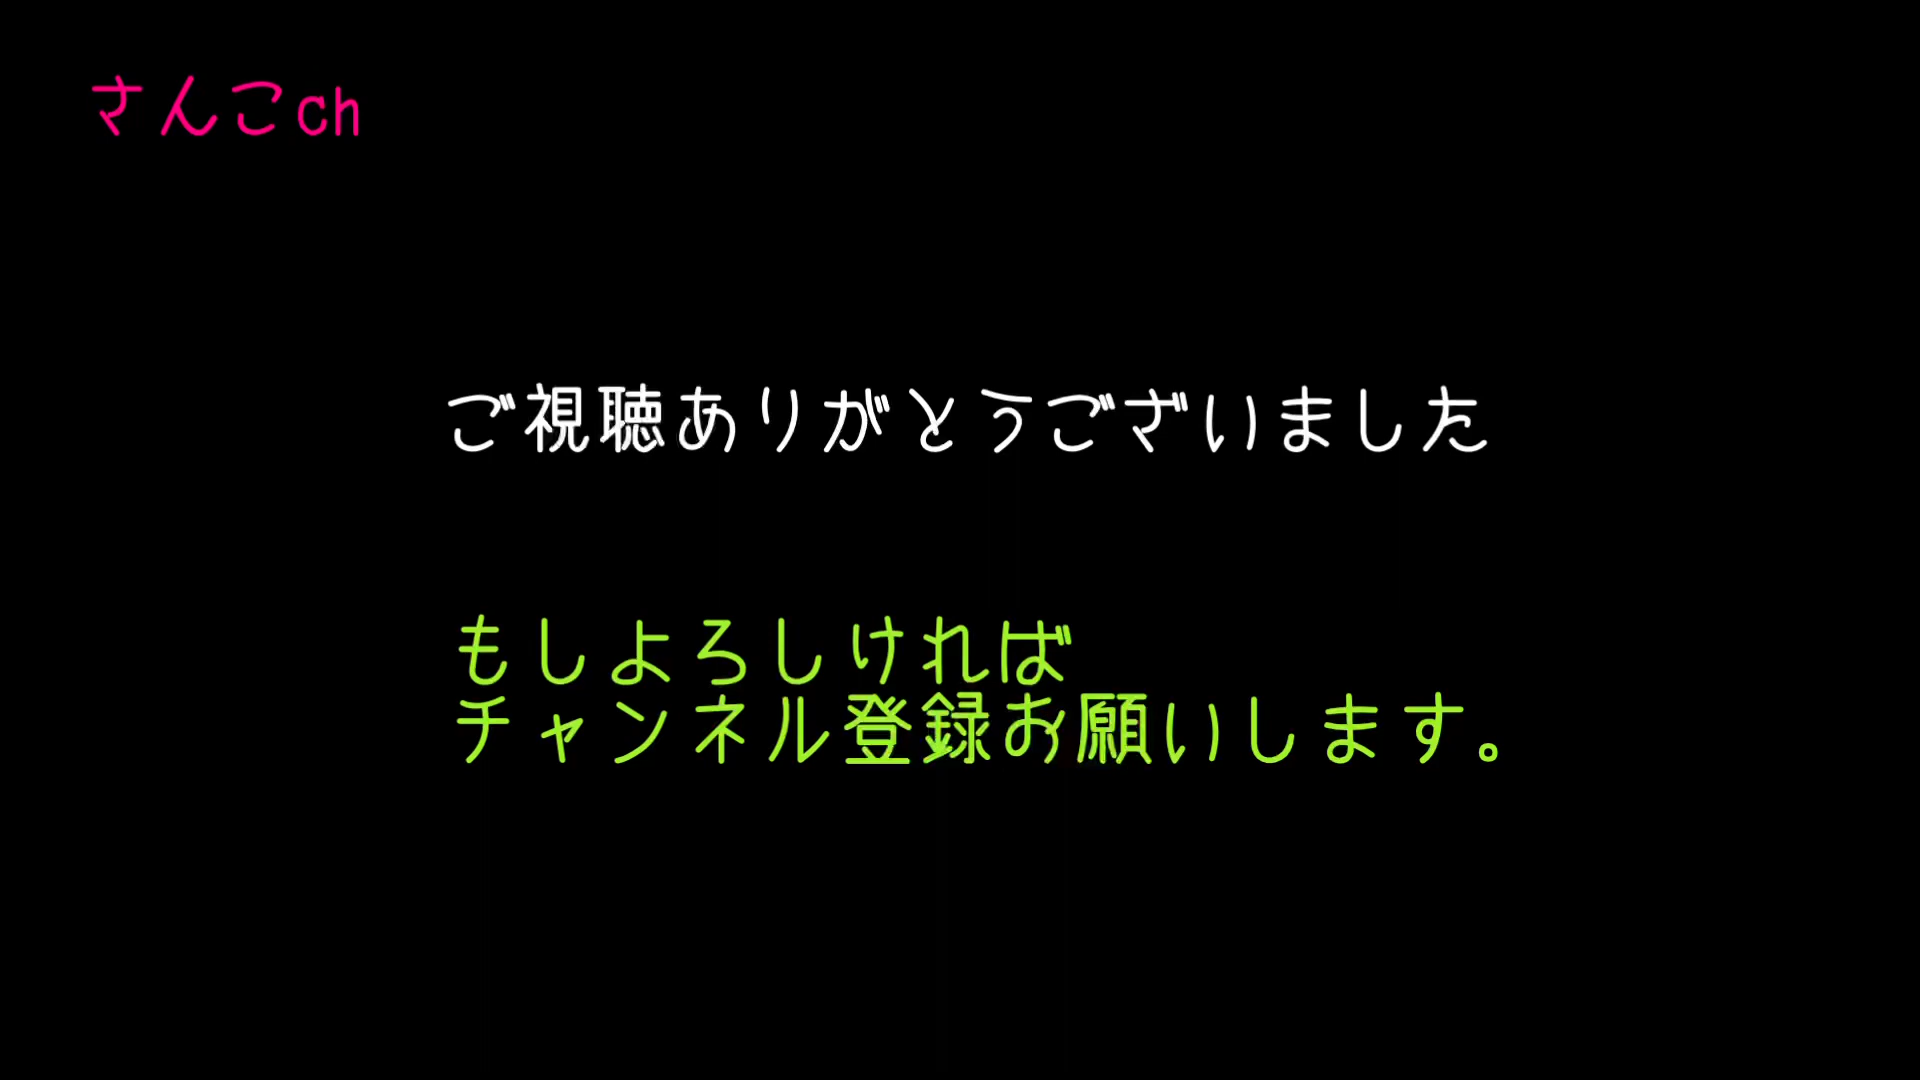 さんこch
ご視聴ありがとうございました
もしよろしければ
チャンネル登録お願いします。